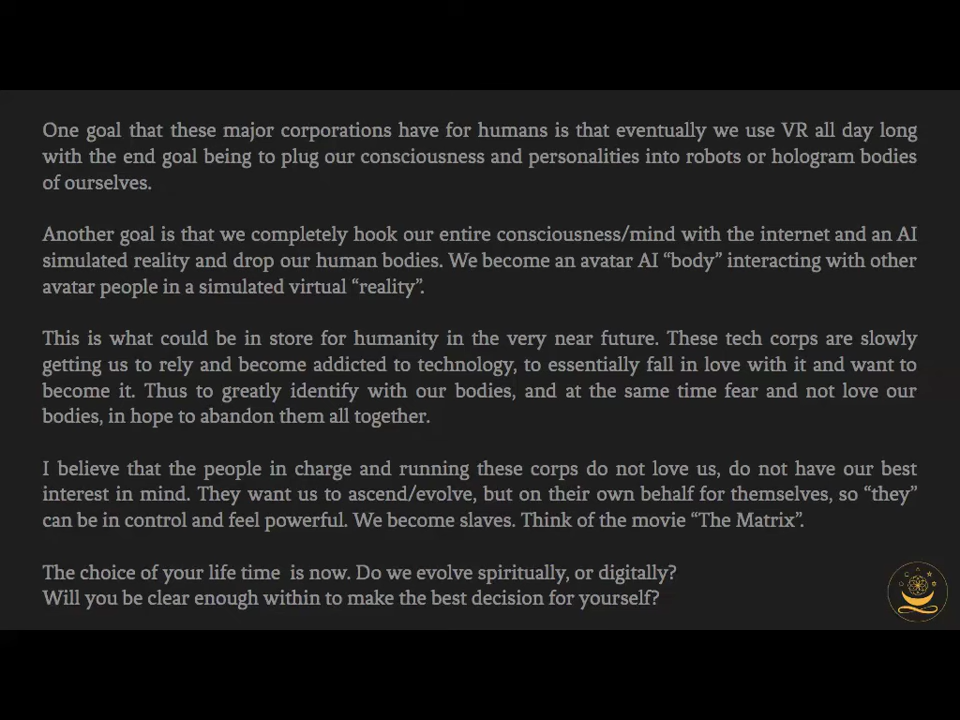 One goal that these major corporations have for humans is that eventually we use VR all day long
with the end goal being to plug our consciousness and personalities into robots or hologram bodies
of ourselves.
Another goal is that we completely hook our entire consciousness/mind with the internet and an AI
simulated reality and drop our human bodies. We become an avatar AI “body” interacting with other
avatar people in a simulated virtual “reality”.
This is what could be in store for humanity in the very near future. These tech corps are slowly
getting us to rely and become addicted to technology, to essentially fall in love with it and want to
become it. Thus to greatly identify with our bodies, and at the same time fear and not love our
bodies, in hope to abandon them all together.
I believe that the people in charge and running these corps do not love us, do not have our best
interest in mind. They want us to ascend/evolve, but on their own behalf for themselves, so “they”
can be in control and feel powerful. We become slaves. Think of the movie “The Matrix”.
The choice of your life time  is now. Do we evolve spiritually, or digitally?
Will you be clear enough within to make the best decision for yourself?